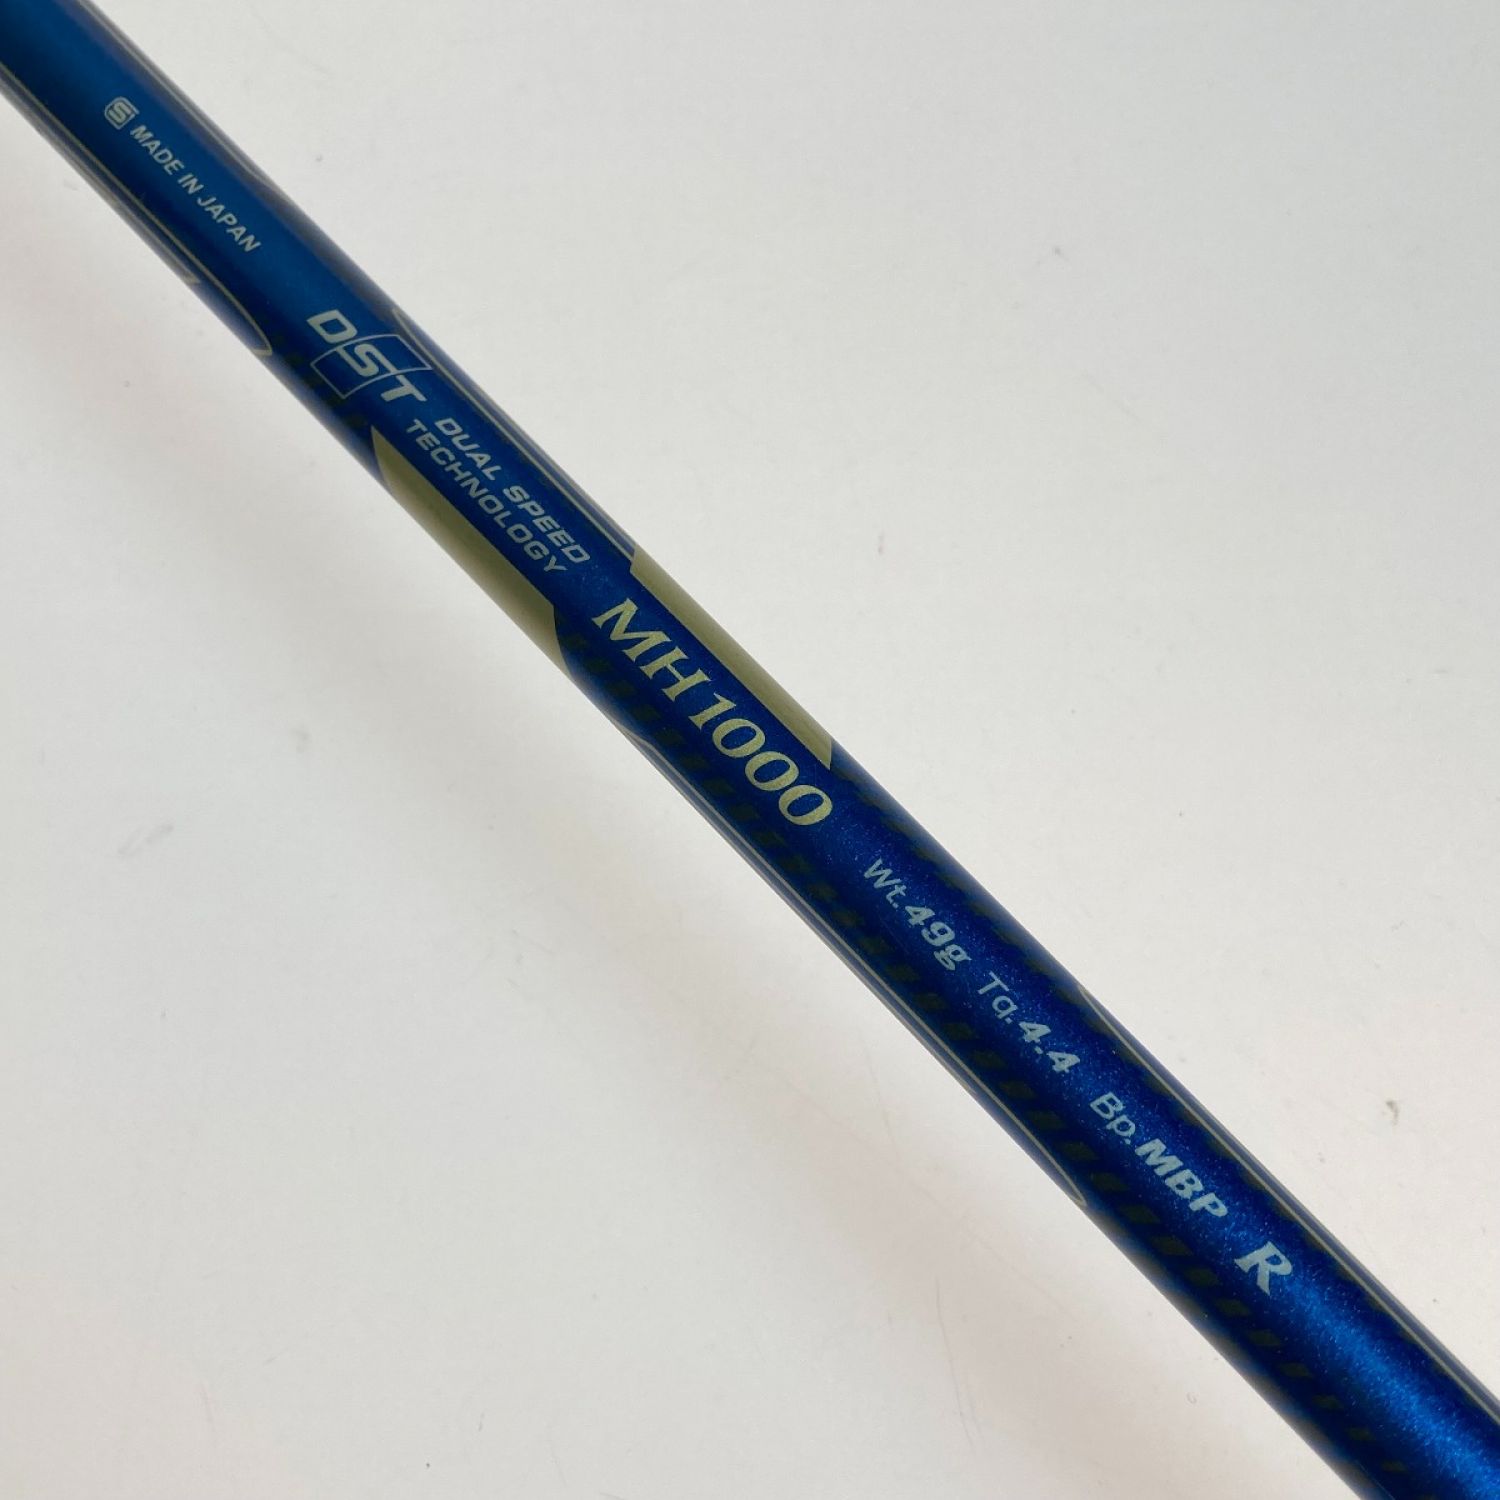 S MADE IN JAPAN
DST
DUAL SPEED
TECHNOLOGY
MH1000
Wt.49g Tq.4.4 Bp.MBP R